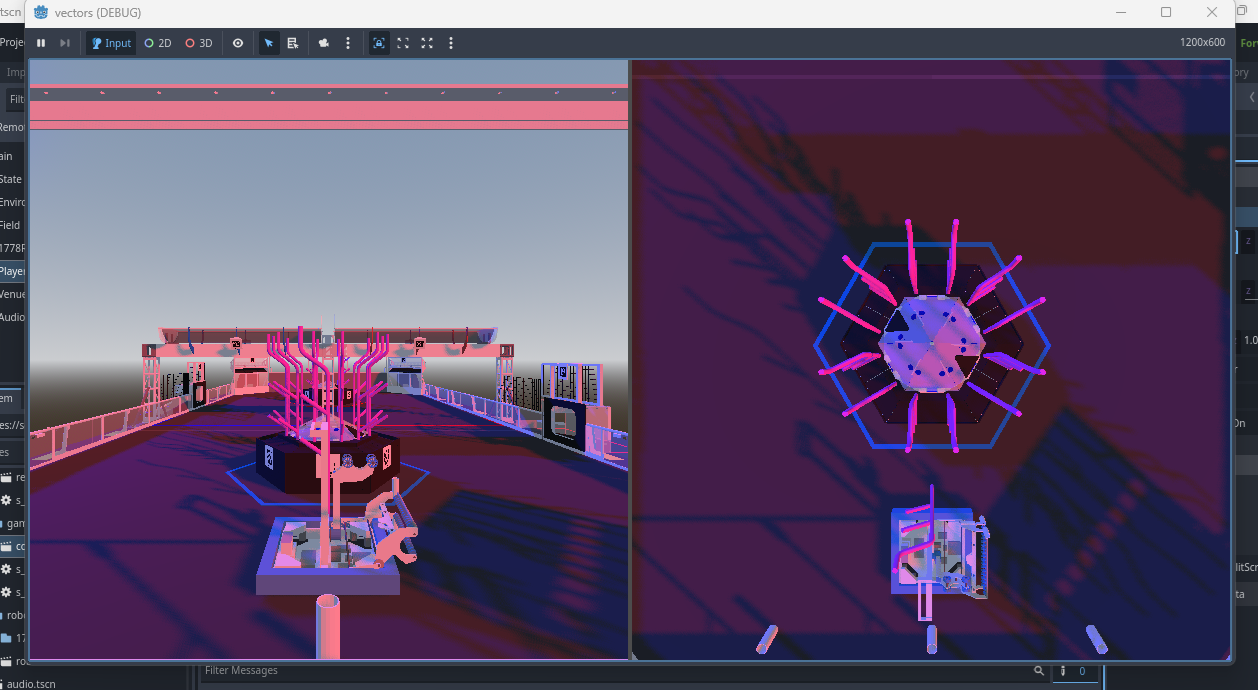 tscn
vectors (DEBUG)
Proje
Input
2D
3D
1200x600
For
Imp
ory
Filt
Remo
ain
State
Enviro
Field
1778F
z
Player
Venue
z
Audio
1.0
em
es://s
On
es
re
s_
gam
co
s_
litScr
s_
ta
robo
17
ro
Filter Messages
0
audio.tscn